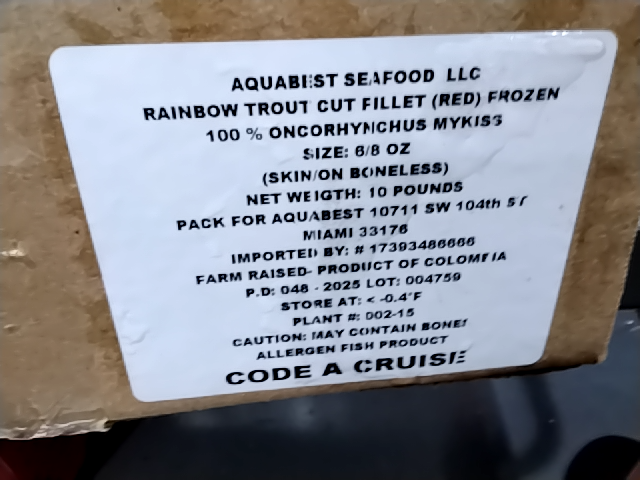 AQUABEST SEAFOOD LLC
RAINBOW TROUT CUT FILLET (RED) FROZEN
100 % ONCORHYNCHUS MYKISS
SIZE: 6/8 OZ
(SKIN/ON BONELESS)
NET WEIGTH: 10 POUNDS
PACK FOR AQUABEST 10711 SW 104th ST
MIAMI 33176
IMPORTED BY: # 17393486666
FARM RAISED- PRODUCT OF COLOMBIA
P.D: 048 - 2025 LOT: 004759
STORE AT: < -0.4°F
PLANT #: 002-15
CAUTION: MAY CONTAIN BONES
ALLERGEN FISH PRODUCT
CODE A CRUISE